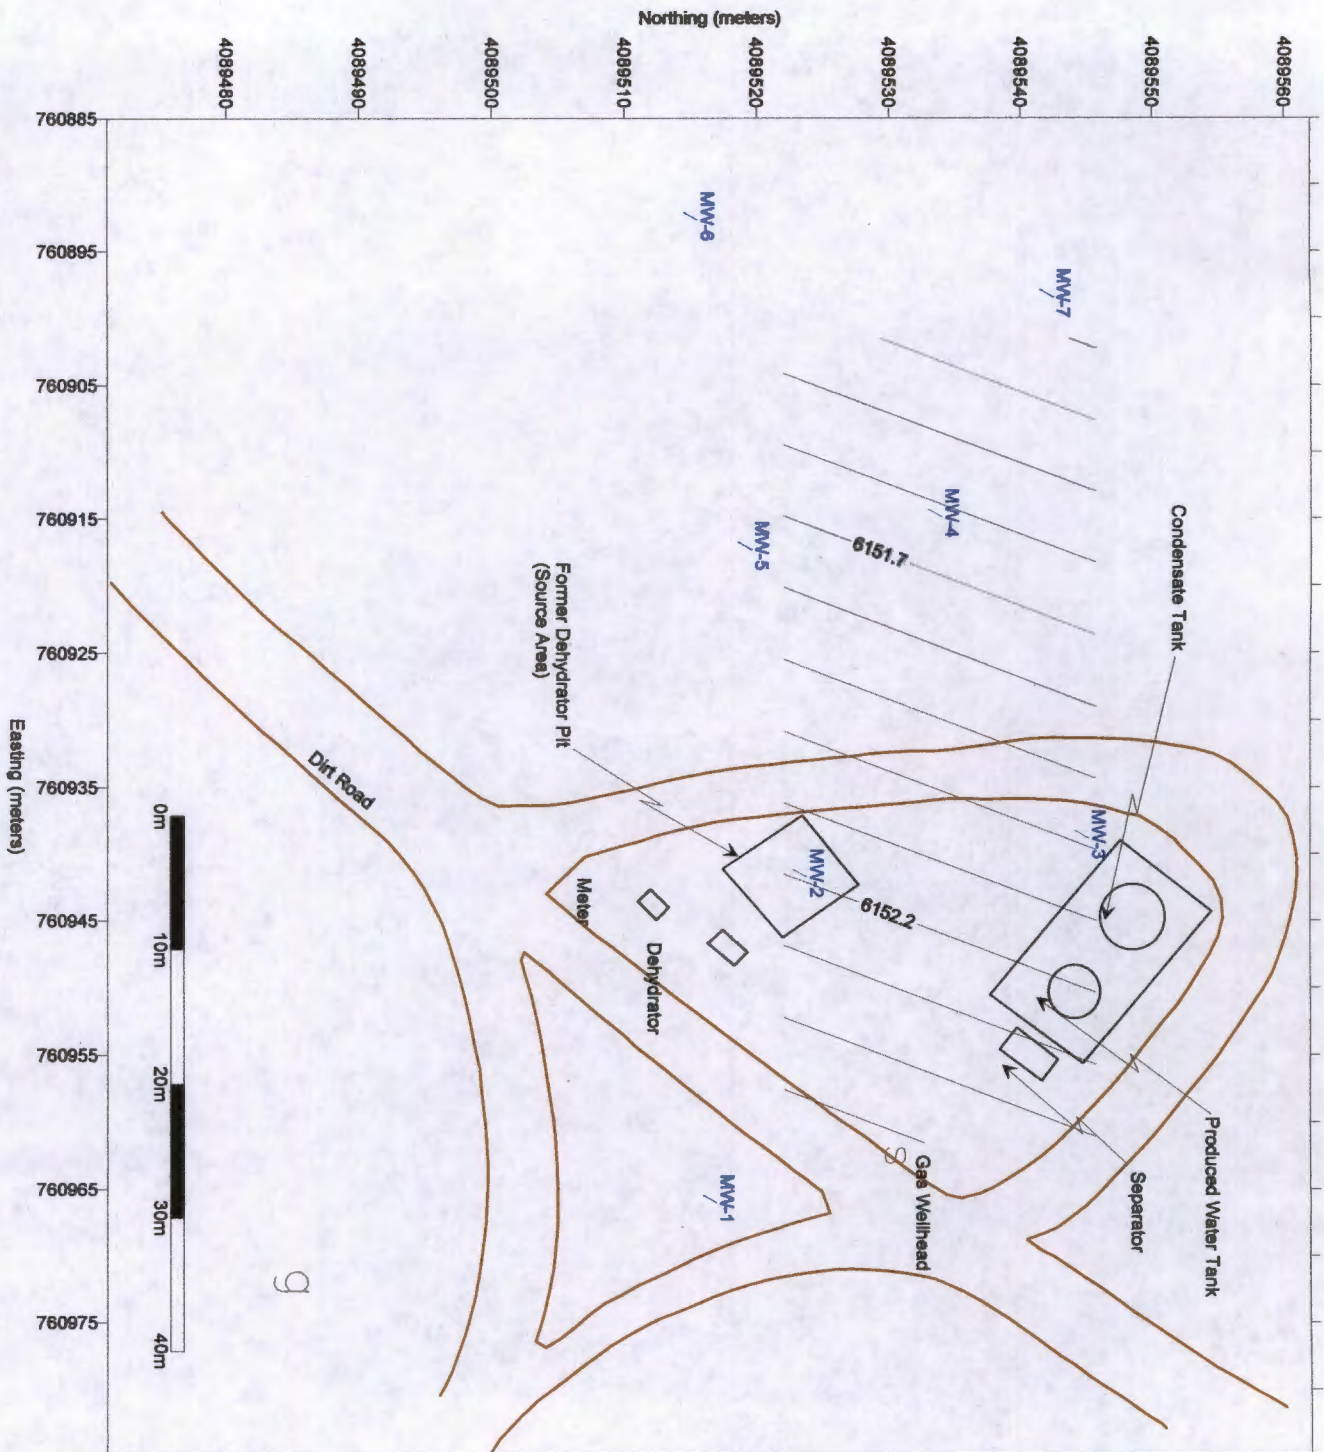 Northing (meters)
4089480
4089490
4089500
4089510
4089520
4089530
4089540
4089550
4089560
760885
760895
760905
760915
760925
760935
760945
760955
760965
760975
Easting (meters)
MW-6
MW-7
MW-4
MW-5
6151.7
Condensate Tank
Former Dehydrator Pit
(Source Area)
Dirt Road
MW-3
MW-2
6152.2
Meter
Dehydrator
Gas Wellhead
S
MW-1
Produced Water Tank
Separator
0m
10m
20m
30m
40m
g